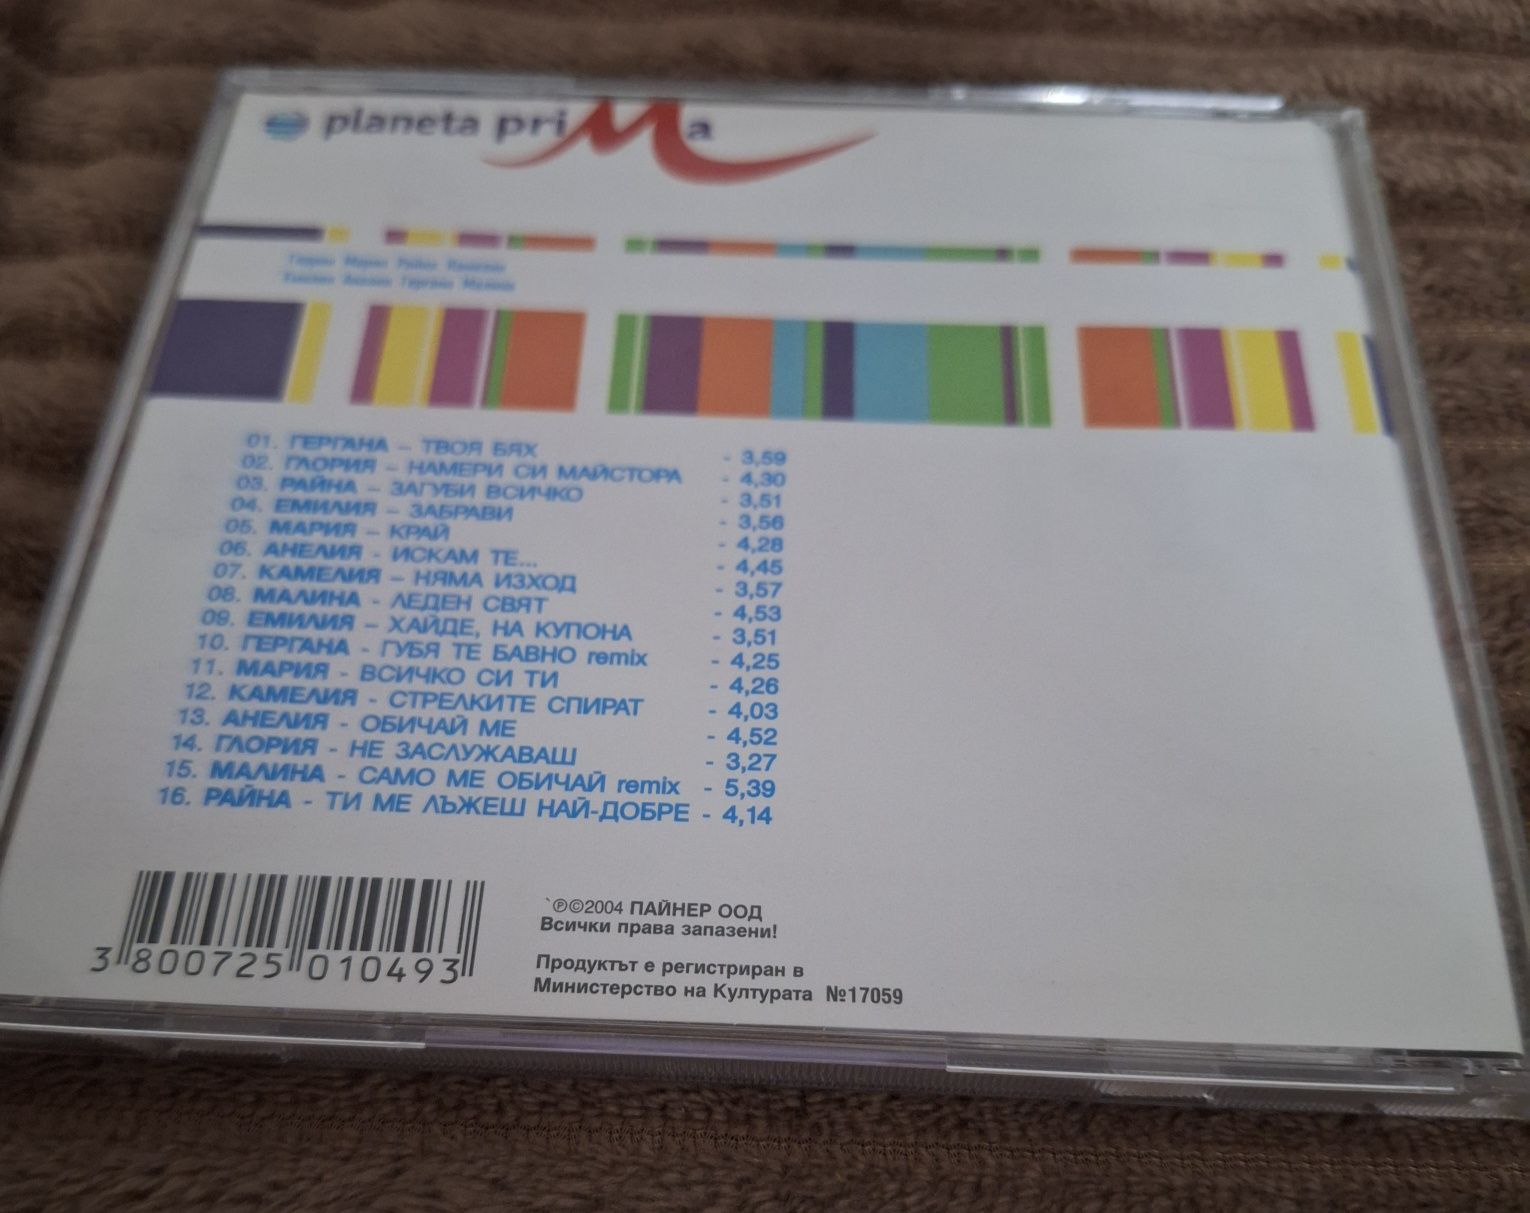 planeta priMa
01. ГЕРГАНА – ТВОЯ БЯХ - 3,59
02. ГЛОРИЯ – НАМЕРИ СИ МАЙСТОРА - 4,30
03. РАЙНА – ЗАГУБИ ВСИЧКО - 3,51
04. ЕМИЛИЯ – ЗАБРАВИ - 3,56
05. МАРИЯ – КРАЙ - 4,28
06. АНЕЛИЯ - ИСКАМ ТЕ... - 4,45
07. КАМЕЛИЯ – НЯМА ИЗХОД - 3,57
08. МАЛИНА - ЛЕДЕН СВЯТ - 4,53
09. ЕМИЛИЯ – ХАЙДЕ, НА КУПОНА - 3,51
10. ГЕРГАНА - ГУБЯ ТЕ БАВНО remix - 4,25
11. МАРИЯ - ВСИЧКО СИ ТИ - 4,26
12. КАМЕЛИЯ - СТРЕЛКИТЕ СПИРАТ - 4,03
13. АНЕЛИЯ - ОБИЧАЙ МЕ - 4,52
14. ГЛОРИЯ - НЕ ЗАСЛУЖАВАШ - 3,27
15. МАЛИНА - САМО МЕ ОБИЧАЙ remix - 5,39
16. РАЙНА - ТИ МЕ ЛЪЖЕШ НАЙ-ДОБРЕ - 4,14
3 800725 010493
`℗©2004 ПАЙНЕР ООД
Всички права запазени!
Продуктът е регистриран в
Министерство на Културата №17059